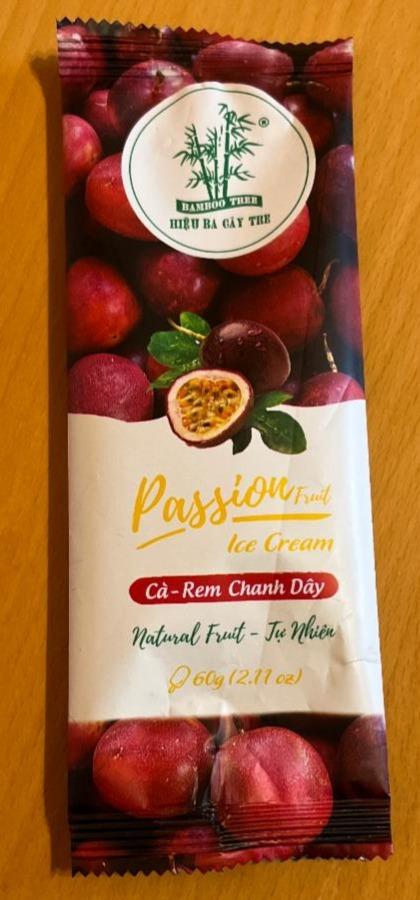 ®
BAMBOO TREE
HIỆU BA CÂY TRE
Passion Fruit
Ice Cream
Cà-Rem Chanh Dây
Natural Fruit - Tự Nhiên
60g (2.11 oz)